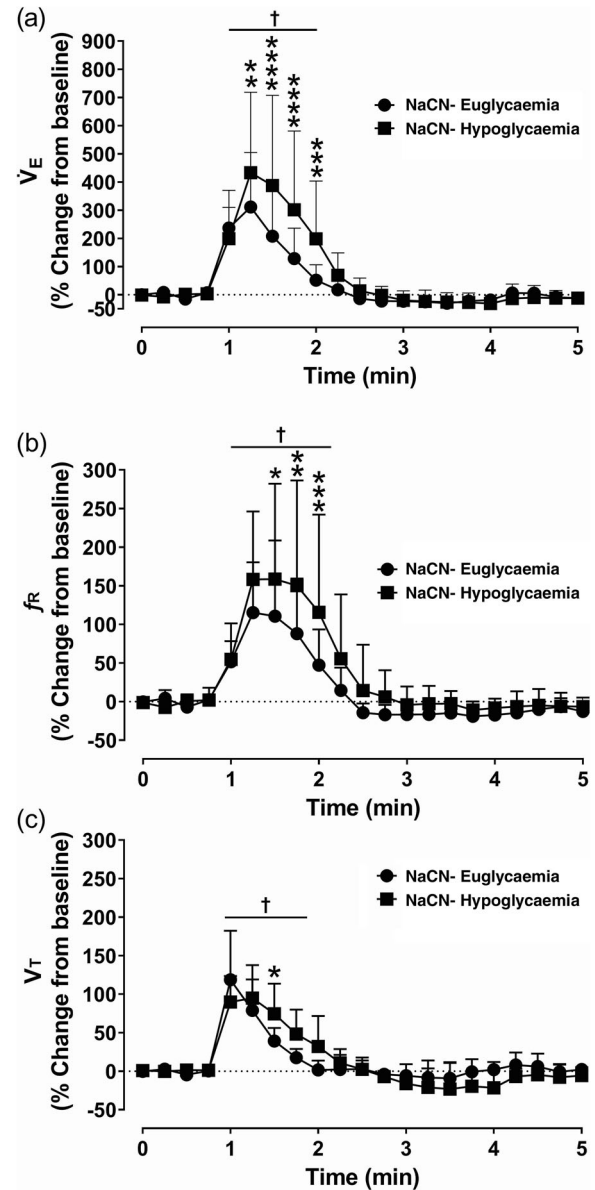 (a)
†
900
800
700
600
500
400
300
200
100
0
-50
V̇E
(% Change from baseline)
**
****
****
***
NaCN- Euglycaemia
NaCN- Hypoglycaemia
0 1 2 3 4 5
Time (min)
(b)
†
300
250
200
150
100
50
0
-50
fR
(% Change from baseline)
*
**
***
NaCN- Euglycaemia
NaCN- Hypoglycaemia
0 1 2 3 4 5
Time (min)
(c)
300
250
200
150
100
50
0
-50
VT
(% Change from baseline)
†
*
NaCN- Euglycaemia
NaCN- Hypoglycaemia
0 1 2 3 4 5
Time (min)